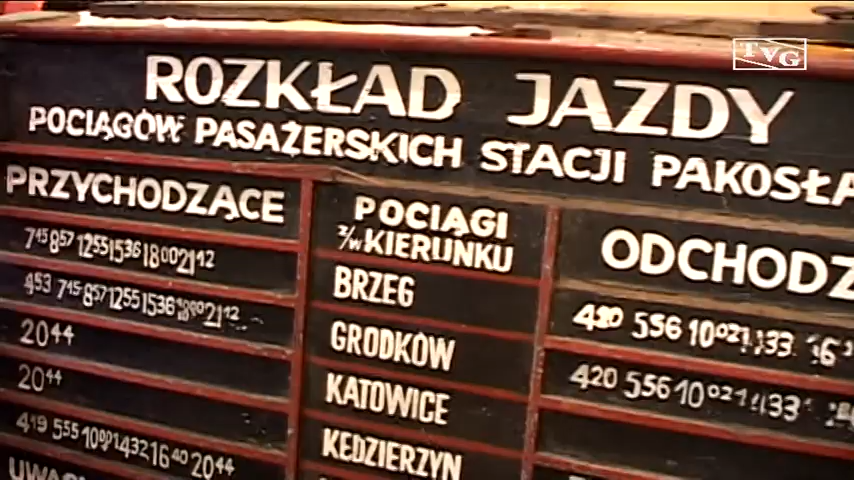 TVG
ROZKŁAD JAZDY
POCIĄGÓW PASAŻERSKICH STACJI PAKOSŁA
PRZYCHODZĄCE
POCIĄGI
Z/W KIERUNKU
ODCHODZ
7¹⁵ 8⁵⁷ 12⁵⁵ 15³⁶ 18⁰⁰ 21¹²
BRZEG
4²⁰ 5⁵⁶ 10⁰²
4⁵³ 7¹⁵ 8⁵⁷ 12⁵⁵ 15³⁶ 18⁰⁰ 21¹²
GRODKÓW
4²⁰ 5⁵⁶ 10⁰²
20⁴⁴
KATOWICE
20⁴⁴
KĘDZIERZYN
4¹⁹ 5⁵⁵ 10⁰¹ 14³² 16⁴⁰ 20⁴⁴
UWAG